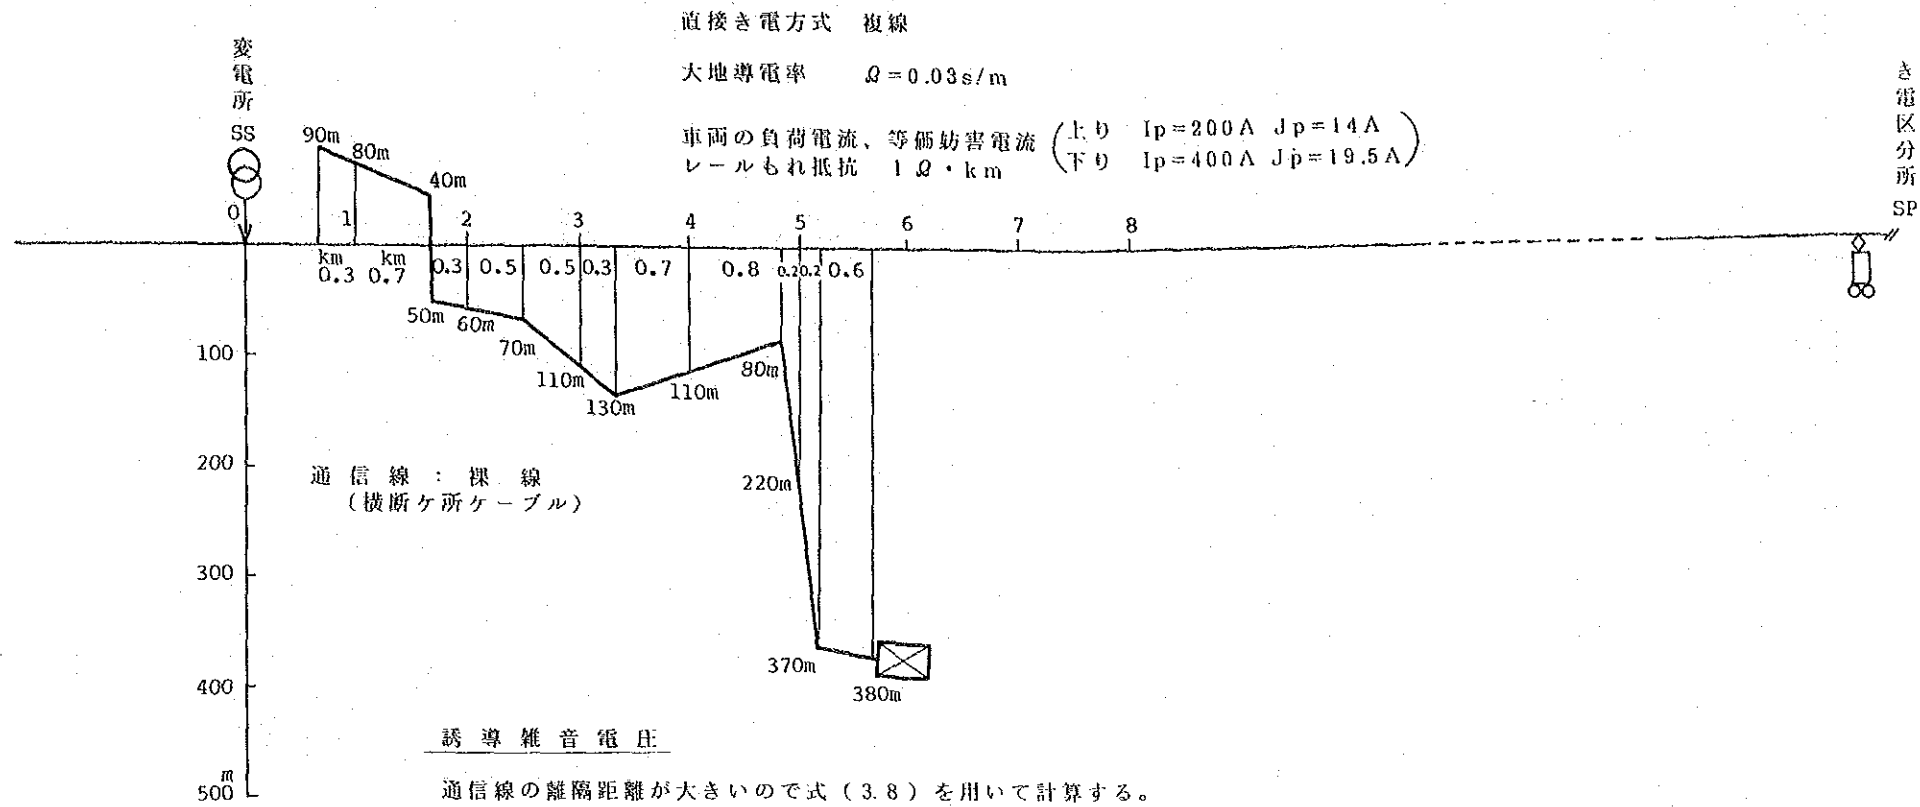 直接き電方式 複線
大地導電率 Ω=0.03s/m
車両の負荷電流、等価妨害電流 (上り Ip=200A Jp=14A
下り Ip=400A Jp=19.5A)
レールもれ抵抗 1Ω・km
変電所
SS
き電区分所
SP
90m
80m
40m
0 1 2 3 4 5 6 7 8
km km
0.3 0.7 0.3 0.5 0.5 0.3 0.7 0.8 0.2 0.2 0.6
50m 60m
70m
110m
130m
110m
80m
220m
370m
380m
100
200
300
400
m
500
通信線：裸線
(横断ケ所ケーブル)
誘導雑音電圧
通信線の離隔距離が大きいので式(3.8)を用いて計算する。